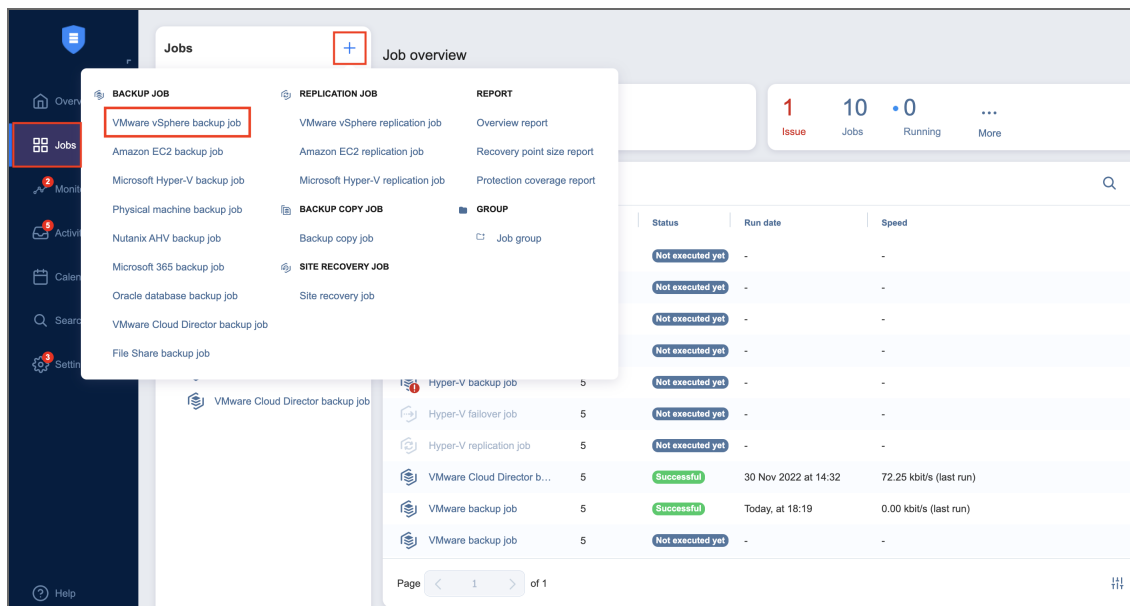 Jobs
+
Job overview
Overv
Jobs
2
Monit
5
Activi
Calen
Searc
3
Settin
Help
BACKUP JOB
VMware vSphere backup job
Amazon EC2 backup job
Microsoft Hyper-V backup job
Physical machine backup job
Nutanix AHV backup job
Microsoft 365 backup job
Oracle database backup job
VMware Cloud Director backup job
File Share backup job
REPLICATION JOB
VMware vSphere replication job
Amazon EC2 replication job
Microsoft Hyper-V replication job
BACKUP COPY JOB
Backup copy job
SITE RECOVERY JOB
Site recovery job
REPORT
Overview report
Recovery point size report
Protection coverage report
GROUP
Job group
VMware Cloud Director backup job
1 10 0 ...
Issue Jobs Running More
Status Run date Speed
Not executed yet - -
Not executed yet - -
Not executed yet - -
Not executed yet - -
Hyper-V backup job 5 Not executed yet - -
Hyper-V failover job 5 Not executed yet - -
Hyper-V replication job 5 Not executed yet - -
VMware Cloud Director b... 5 Successful 30 Nov 2022 at 14:32 72.25 kbit/s (last run)
VMware backup job 5 Successful Today, at 18:19 0.00 kbit/s (last run)
VMware backup job 5 Not executed yet - -
Page < 1 > of 1